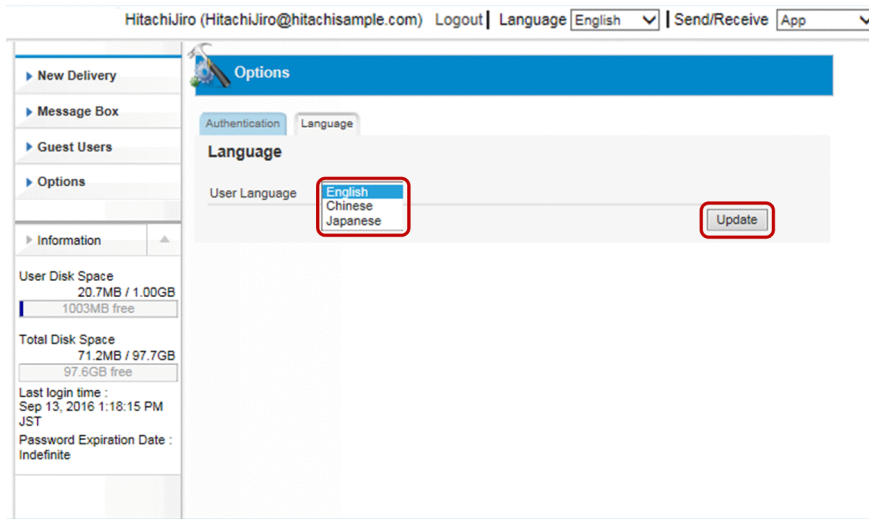 HitachiJiro (HitachiJiro@hitachisample.com) Logout Language English Send/Receive App
New Delivery
Message Box
Guest Users
Options
Information
User Disk Space
20.7MB / 1.00GB
1003MB free
Total Disk Space
71.2MB / 97.7GB
97.6GB free
Last login time :
Sep 13, 2016 1:18:15 PM
JST
Password Expiration Date :
Indefinite
Options
Authentication Language
Language
User Language
English
Chinese
Japanese
Update